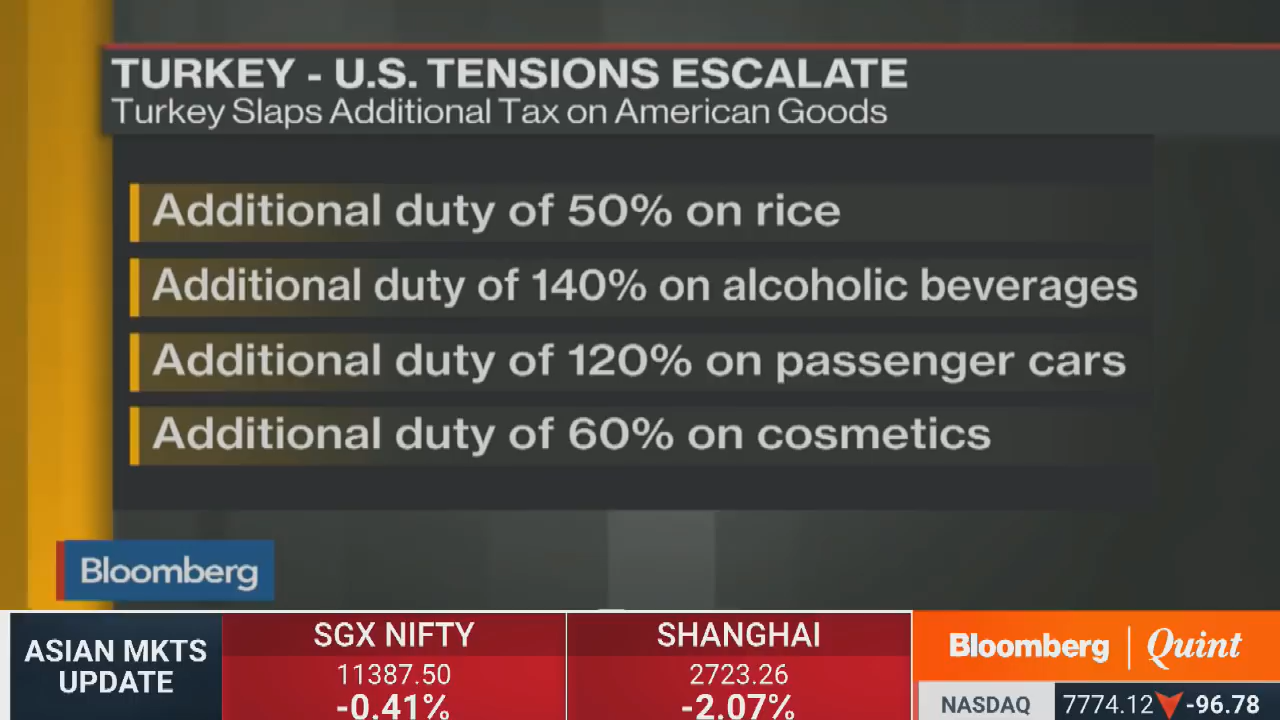 TURKEY - U.S. TENSIONS ESCALATE
Turkey Slaps Additional Tax on American Goods
Additional duty of 50% on rice
Additional duty of 140% on alcoholic beverages
Additional duty of 120% on passenger cars
Additional duty of 60% on cosmetics
Bloomberg
ASIAN MKTS
UPDATE
SGX NIFTY
11387.50
-0.41%
SHANGHAI
2723.26
-2.07%
Bloomberg | Quint
NASDAQ 7774.12 -96.78